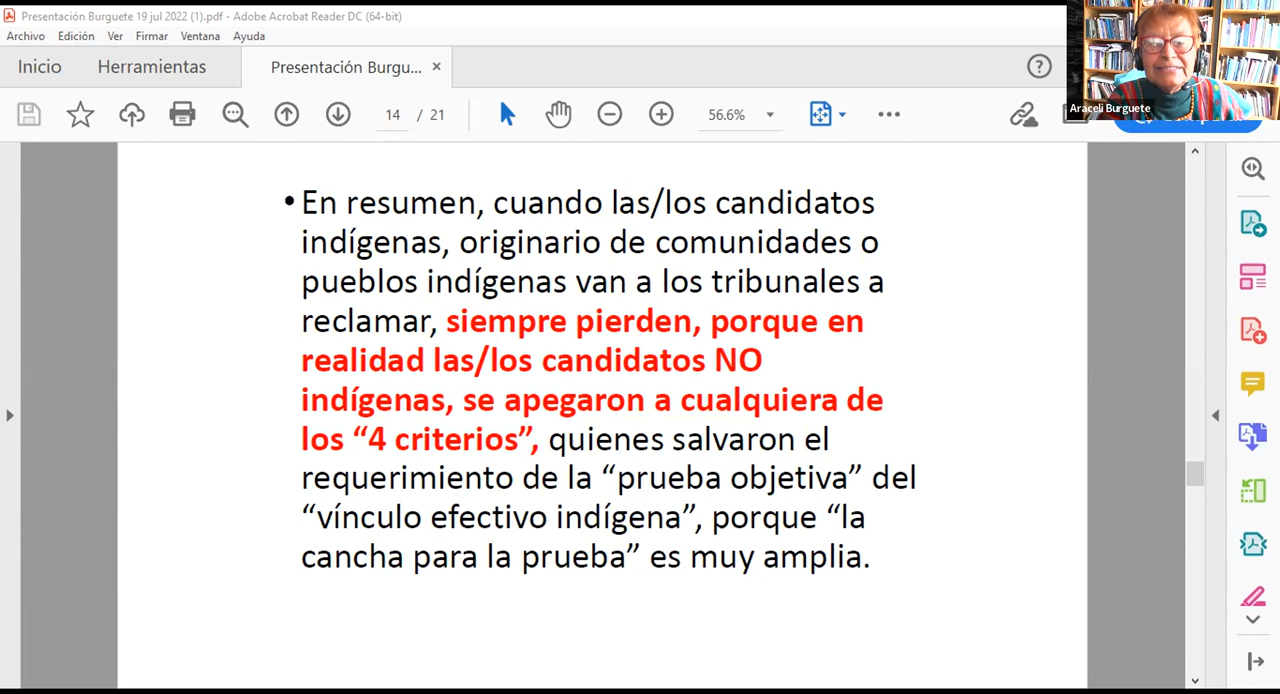 Presentación Burguete 19 jul 2022 (1).pdf - Adobe Acrobat Reader DC (64-bit)
Archivo Edición Ver Firmar Ventana Ayuda
Inicio Herramientas Presentación Burgu... ×
14 / 21 56.6%
Araceli Burguete
• En resumen, cuando las/los candidatos
indígenas, originario de comunidades o
pueblos indígenas van a los tribunales a
reclamar, siempre pierden, porque en
realidad las/los candidatos NO
indígenas, se apegaron a cualquiera de
los “4 criterios”, quienes salvaron el
requerimiento de la “prueba objetiva” del
“vínculo efectivo indígena”, porque “la
cancha para la prueba” es muy amplia.